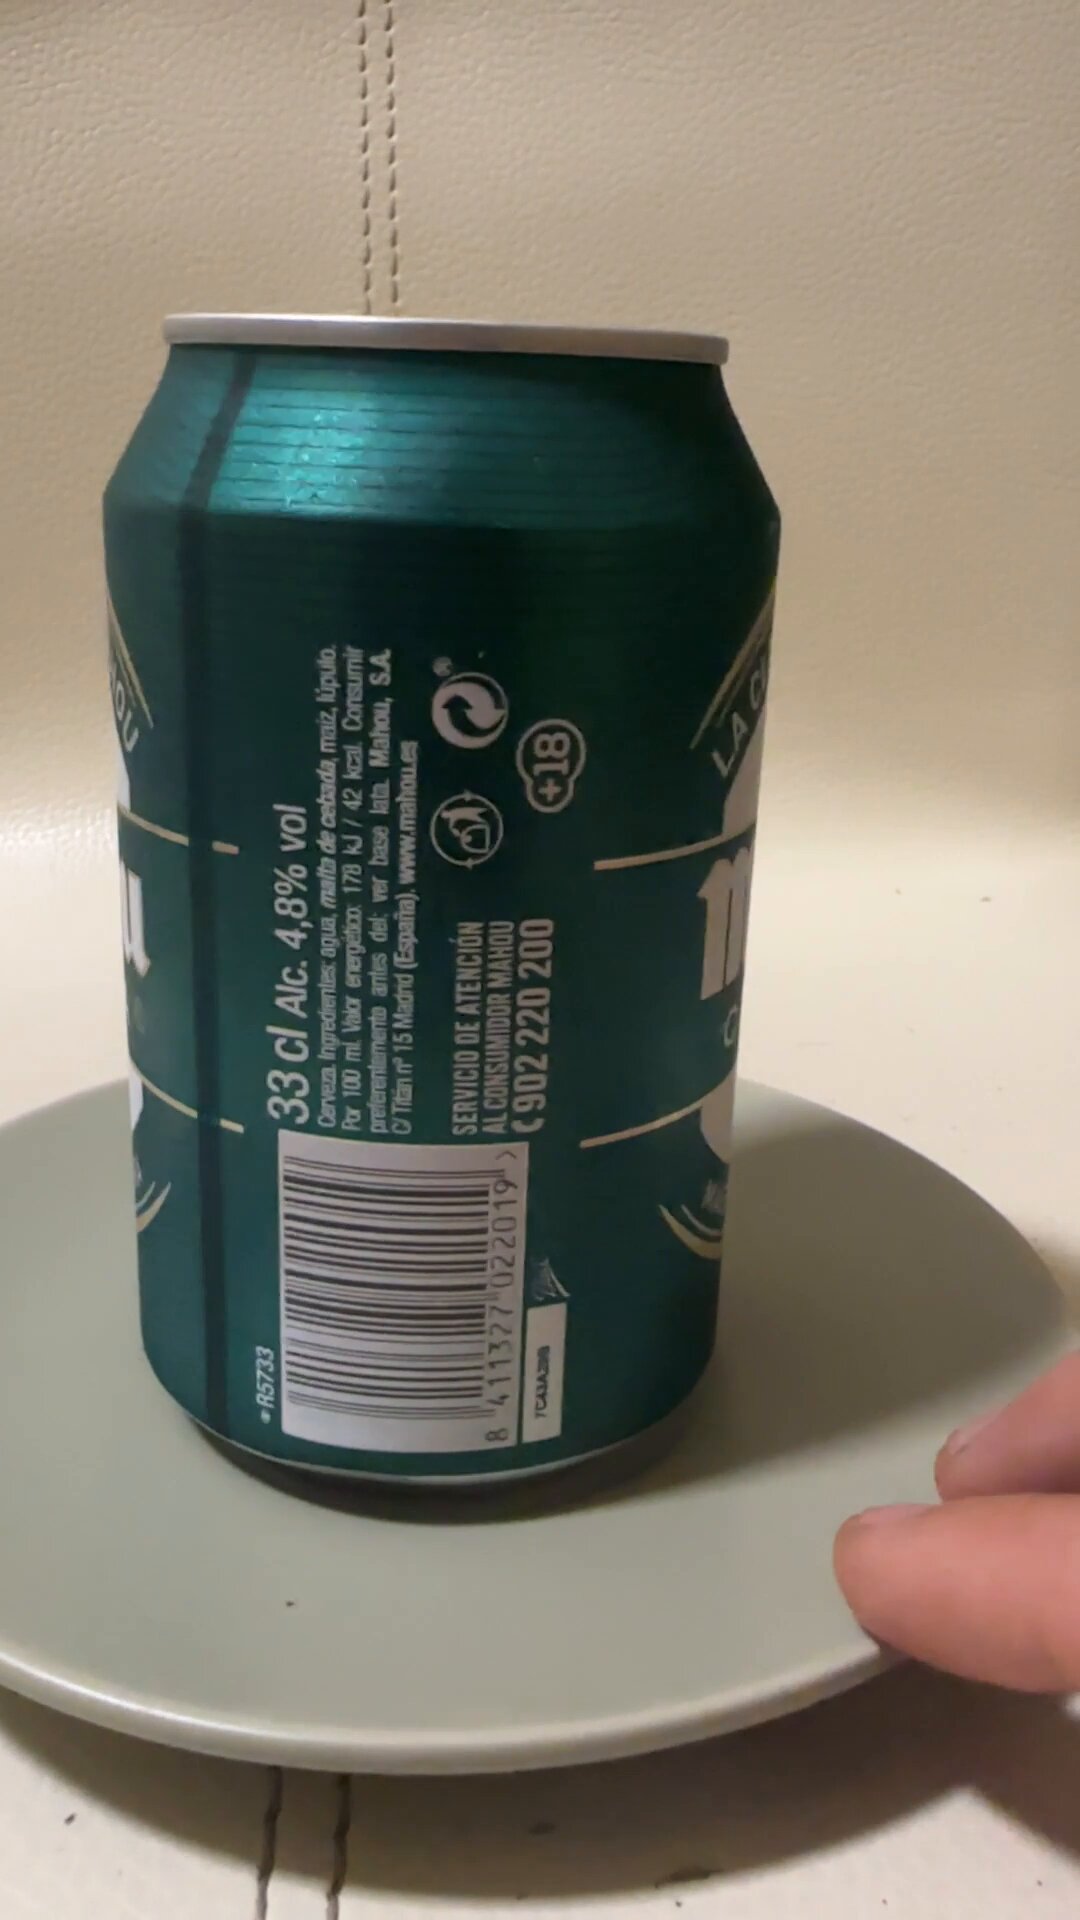 33 cl Alc. 4,8% vol
Cerveza. Ingredientes: agua, malta de cebada, maíz, lúpulo.
Por 100 ml. Valor energético: 178 kJ / 42 kcal. Consumir
preferentemente antes del: ver base lata. Mahou, S.A.
C/ Titán nº 15 Madrid (España). www.mahou.es
SERVICIO DE ATENCIÓN
AL CONSUMIDOR MAHOU
902 220 200
+18
8 411327 022019 >
R5733
LA
u
m